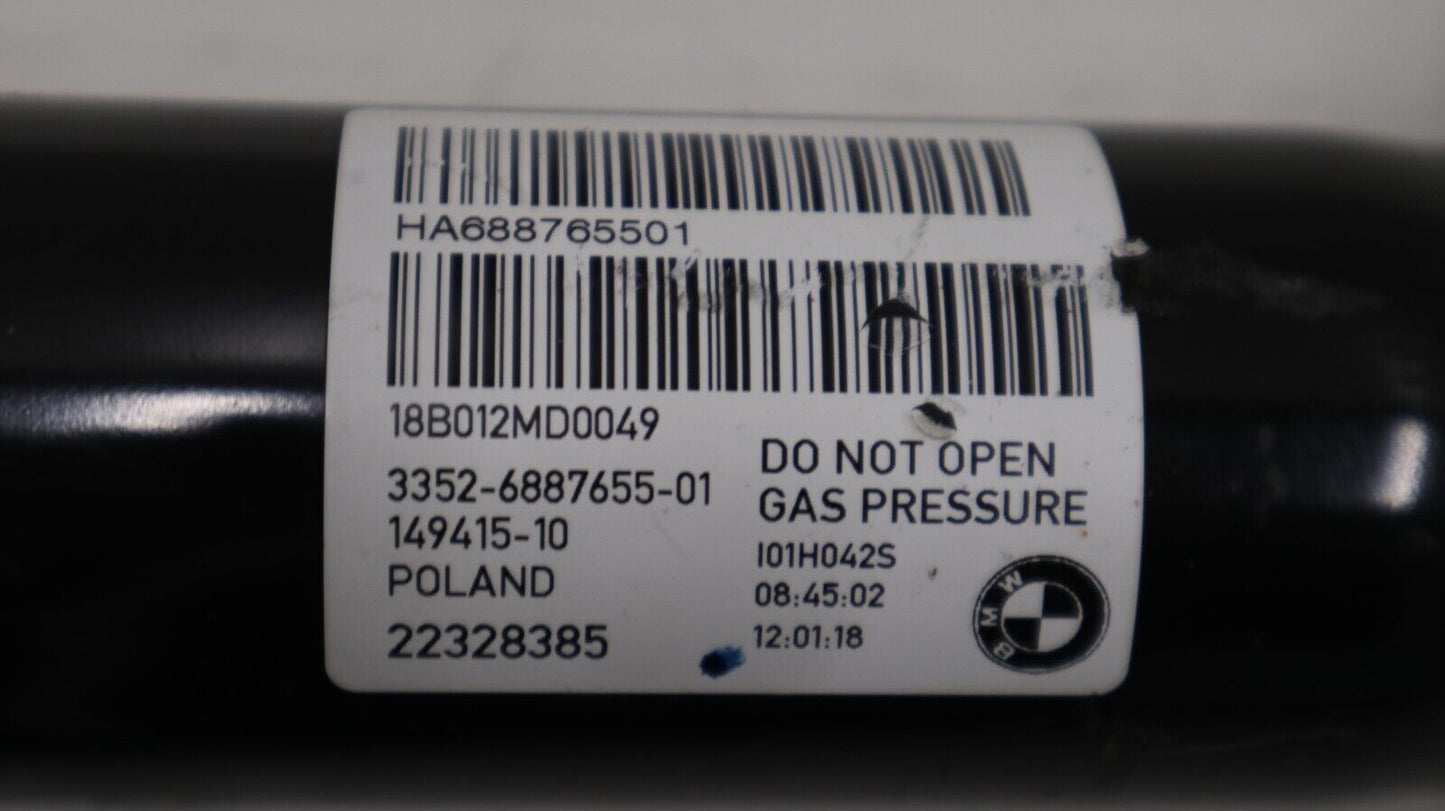 HA688765501
18B012MD0049
3352-6887655-01
149415-10
POLAND
22328385
DO NOT OPEN
GAS PRESSURE
I01H042S
08:45:02
12:01:18
BMW